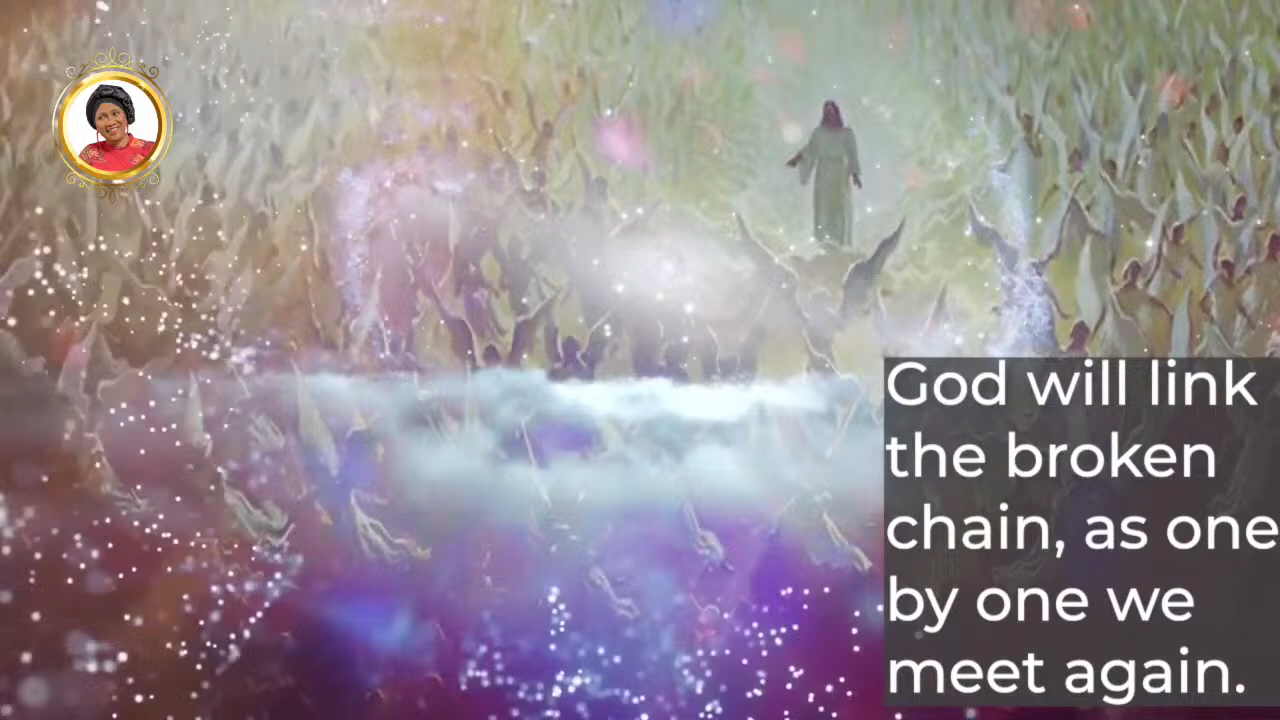 God will link
the broken
chain, as one
by one we
meet again.